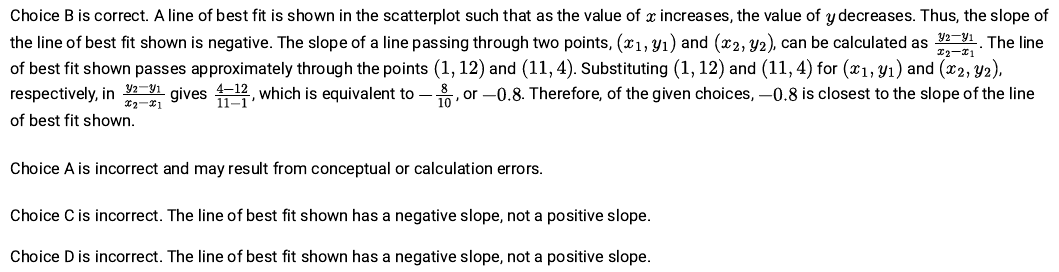 Choice B is correct. A line of best fit is shown in the scatterplot such that as the value of x increases, the value of y decreases. Thus, the slope of
the line of best fit shown is negative. The slope of a line passing through two points, (x₁, y₁) and (x₂, y₂), can be calculated as \frac{y₂−y₁}{x₂−x₁}. The line
of best fit shown passes approximately through the points (1, 12) and (11, 4). Substituting (1, 12) and (11, 4) for (x₁, y₁) and (x₂, y₂),
respectively, in \frac{y₂−y₁}{x₂−x₁} gives \frac{4−12}{11−1}, which is equivalent to −\frac{8}{10}, or −0.8. Therefore, of the given choices, −0.8 is closest to the slope of the line
of best fit shown.
Choice A is incorrect and may result from conceptual or calculation errors.
Choice C is incorrect. The line of best fit shown has a negative slope, not a positive slope.
Choice D is incorrect. The line of best fit shown has a negative slope, not a positive slope.